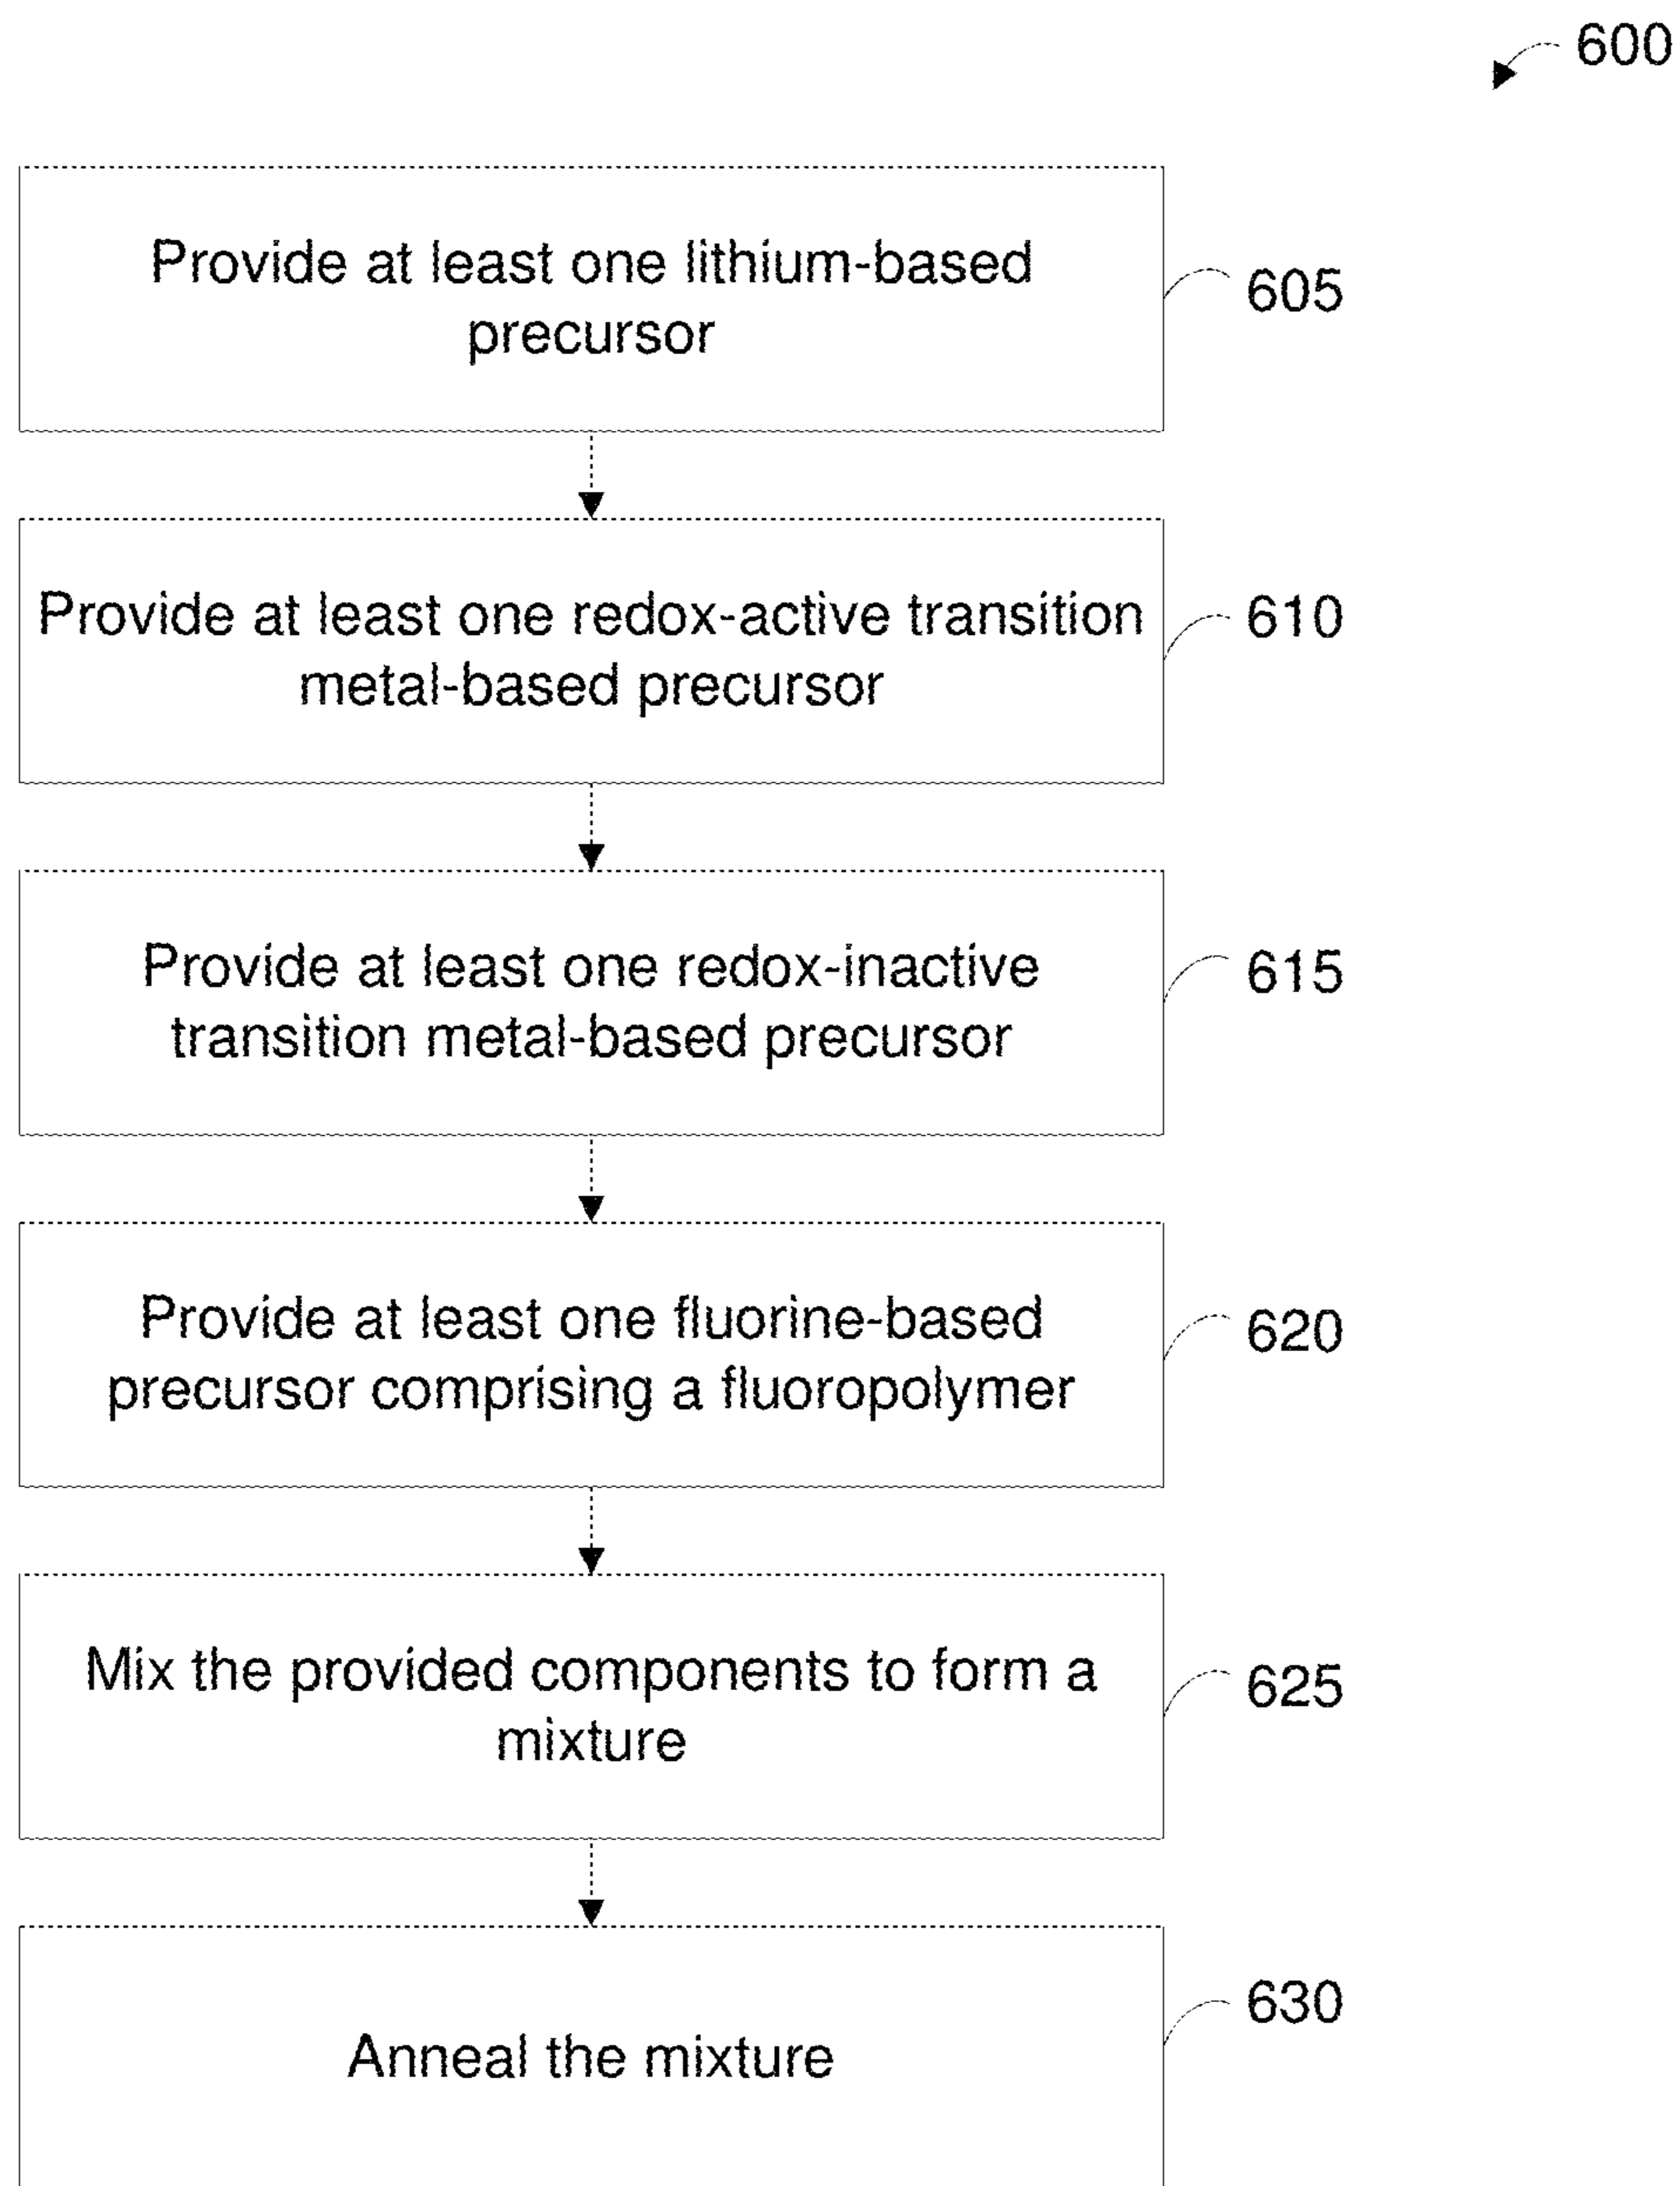 600
Provide at least one lithium-based
precursor
605
Provide at least one redox-active transition
metal-based precursor
610
Provide at least one redox-inactive
transition metal-based precursor
615
Provide at least one fluorine-based
precursor comprising a fluoropolymer
620
Mix the provided components to form a
mixture
625
Anneal the mixture
630